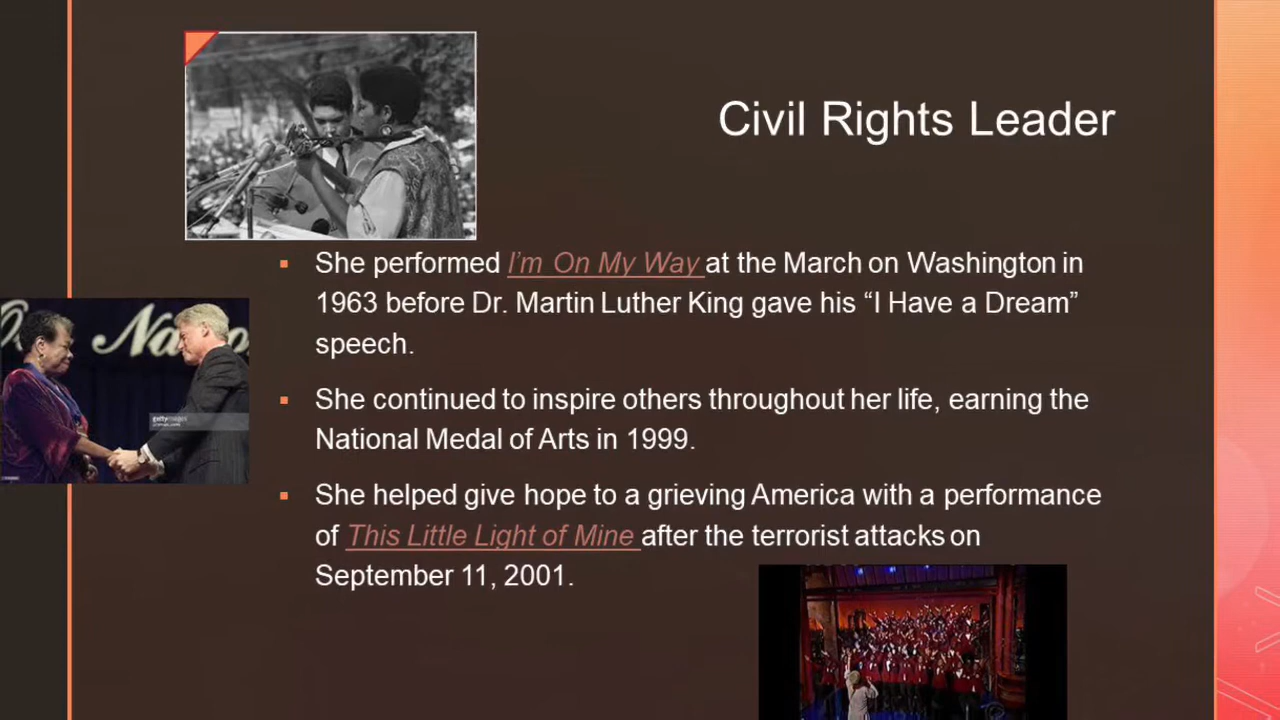 Civil Rights Leader
She performed I'm On My Way at the March on Washington in
1963 before Dr. Martin Luther King gave his “I Have a Dream”
speech.
She continued to inspire others throughout her life, earning the
National Medal of Arts in 1999.
She helped give hope to a grieving America with a performance
of This Little Light of Mine after the terrorist attacks on
September 11, 2001.
gettyimages